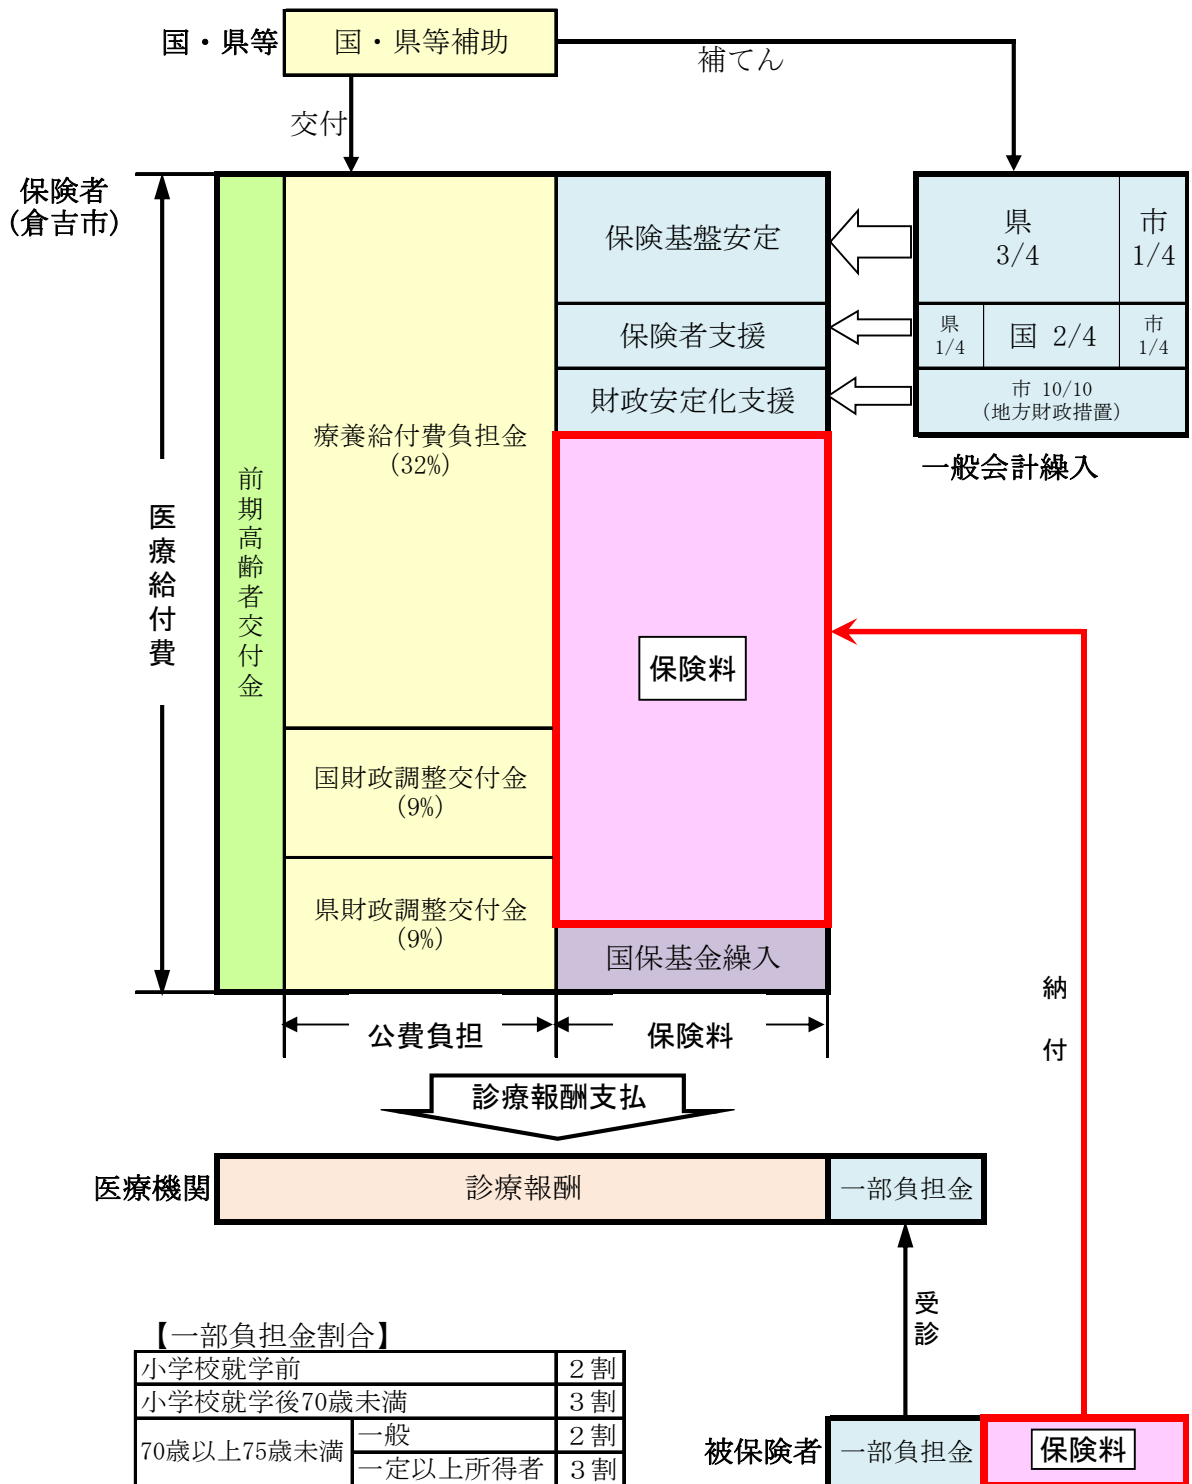 国・県等
国・県等補助
補てん
交付
保険者
(倉吉市)
保険基盤安定
県
3/4
市
1/4
保険者支援
県
1/4
国 2/4
市
1/4
財政安定化支援
市 10/10
(地方財政措置)
一般会計繰入
療養給付費負担金
(32%)
前期高齢者交付金
医療給付費
保険料
国財政調整交付金
(9%)
県財政調整交付金
(9%)
国保基金繰入
公費負担
保険料
納付
診療報酬支払
医療機関
診療報酬
一部負担金
受診
【一部負担金割合】
小学校就学前 2割
小学校就学後70歳未満 3割
70歳以上75歳未満 一般 2割
一定以上所得者 3割
被保険者
一部負担金
保険料